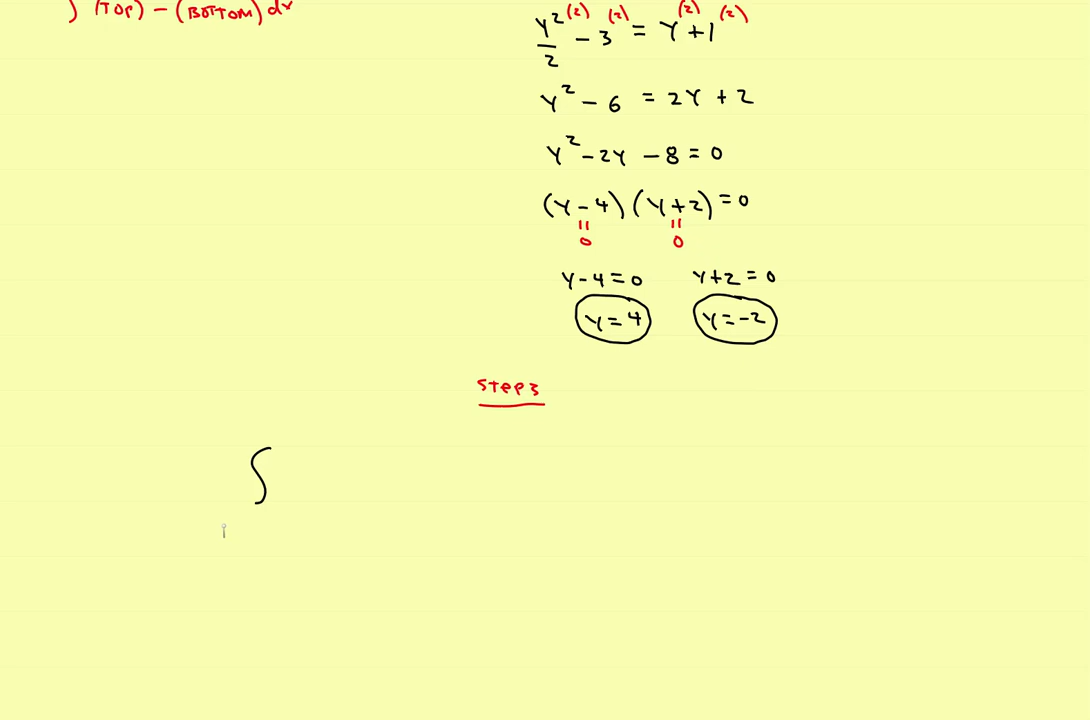 ∫ (TOP) - (BOTTOM) dx
y²/2 (2) - 3 (2) = y (2) + 1 (2)
y² - 6 = 2y + 2
y² - 2y - 8 = 0
(y - 4) (y + 2) = 0
= =
0 0
y - 4 = 0 y + 2 = 0
y = 4 y = -2
Step 3
∫